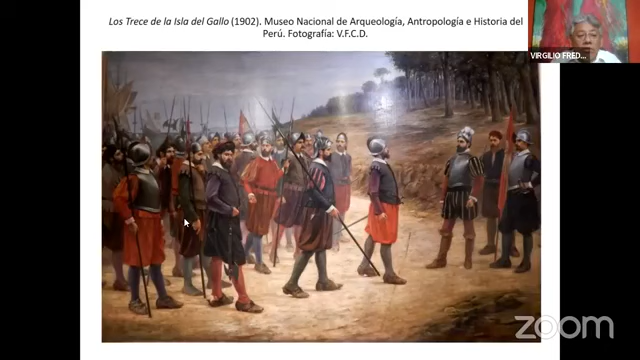 Los Trece de la Isla del Gallo (1902). Museo Nacional de Arqueología, Antropología e Historia del
Perú. Fotografía: V.F.C.D.
VIRGILIO FRED...
zoom